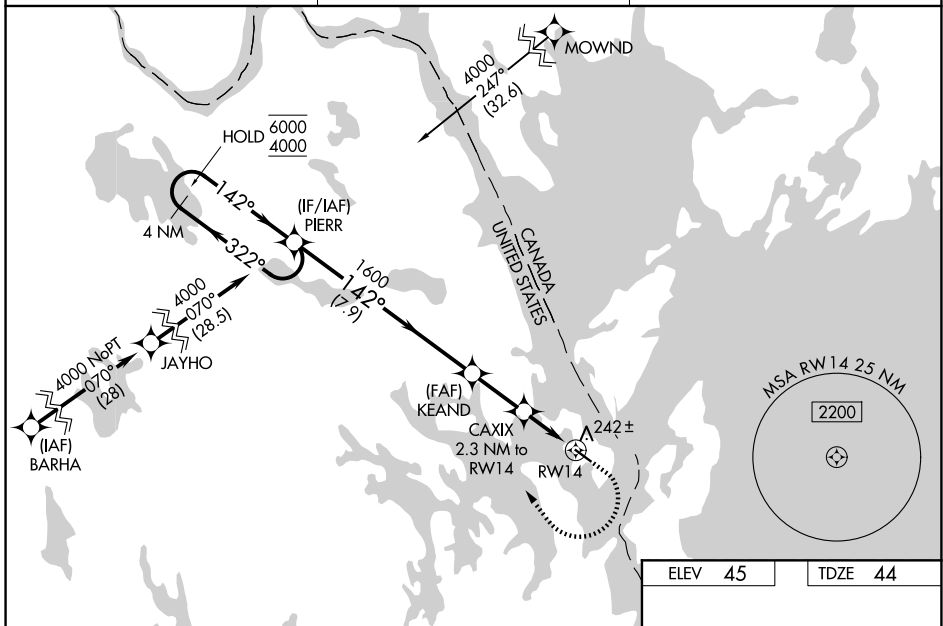 MOWND
4000
247°
(32.6)
HOLD
6000
4000
142°
(IF/IAF)
PIERR
4 NM
322°
CANADA
UNITED STATES
1600
142°
(7.9)
4000
070°
(28.5)
JAYHO
4000 NoPT
070°
(28)
(IAF)
BARHA
(FAF)
KEAND
CAXIX
2.3 NM to
RW14
242±
RW14
MSA RW14 25 NM
2200
ELEV 45
TDZE 44